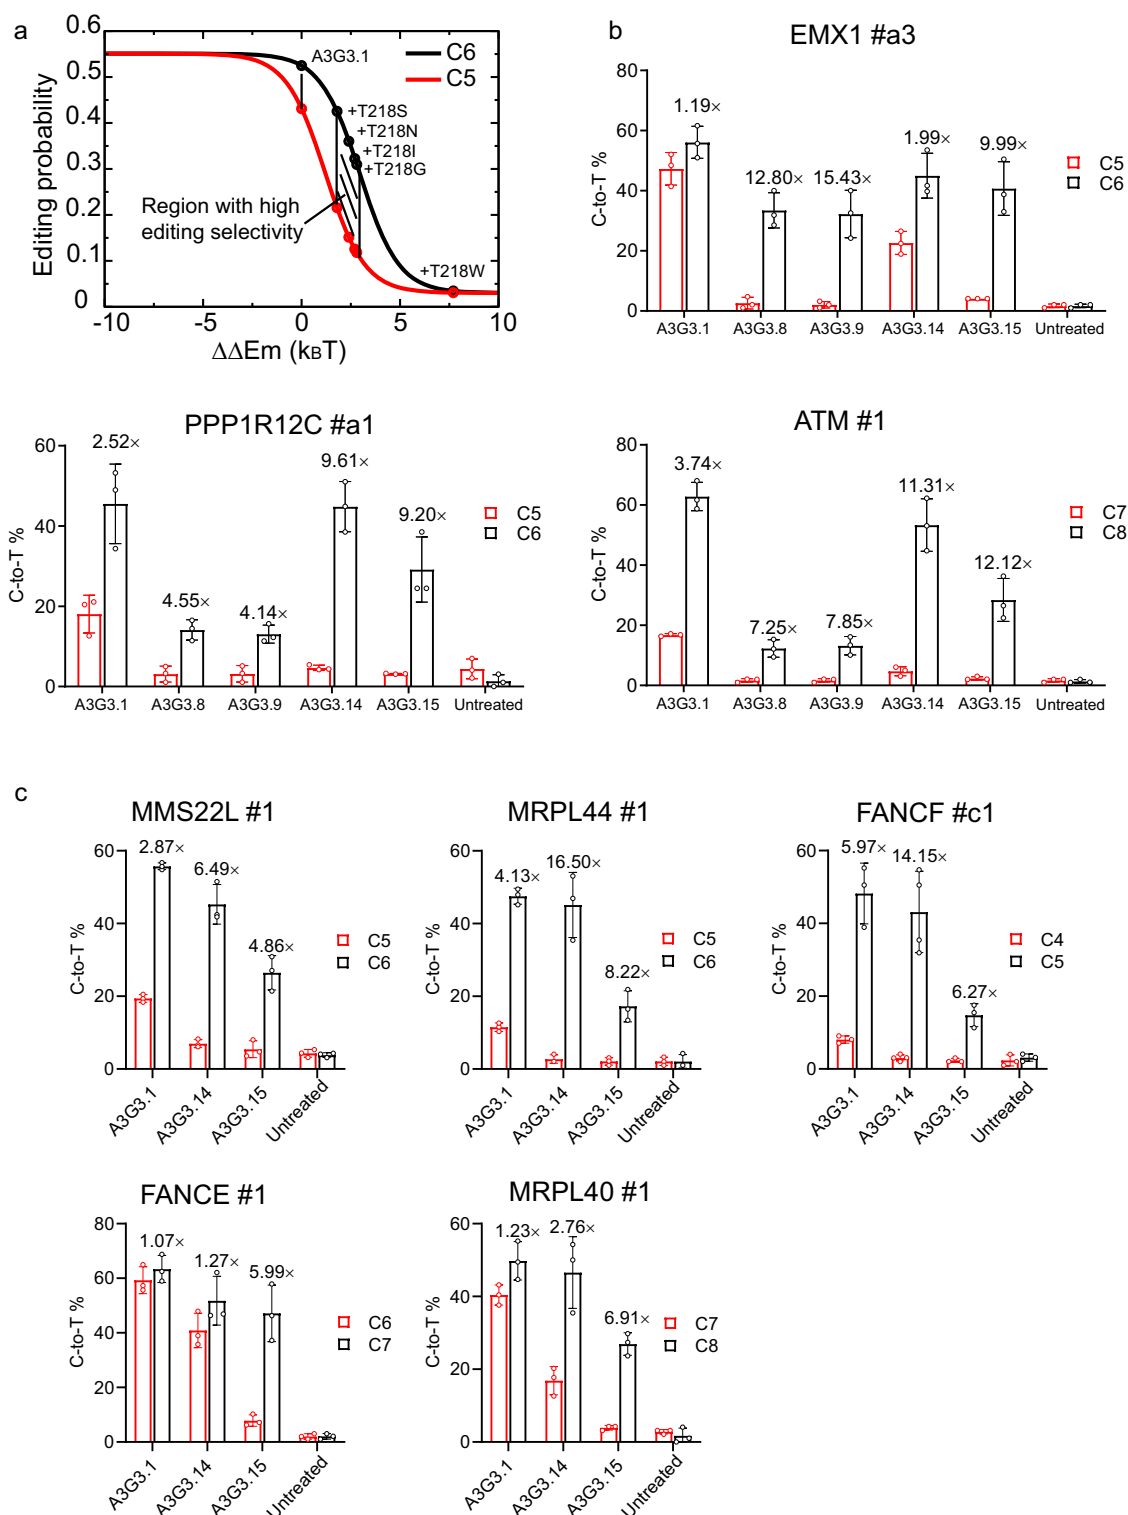 a
0.6
0.5
0.4
0.3
0.2
0.1
0
Editing probability
A3G3.1
C6
C5
+T218S
+T218N
+T218I
+T218G
Region with high
editing selectivity
+T218W
-10
-5
0
5
10
ΔΔEm (kBT)
b
EMX1 #a3
80
60
40
20
0
C-to-T %
1.19×
12.80×
15.43×
1.99×
9.99×
C5
C6
A3G3.1
A3G3.8
A3G3.9
A3G3.14
A3G3.15
Untreated
PPP1R12C #a1
60
40
20
0
C-to-T %
2.52×
4.55×
4.14×
9.61×
9.20×
C5
C6
A3G3.1
A3G3.8
A3G3.9
A3G3.14
A3G3.15
Untreated
ATM #1
80
60
40
20
0
C-to-T %
3.74×
7.25×
7.85×
11.31×
12.12×
C7
C8
A3G3.1
A3G3.8
A3G3.9
A3G3.14
A3G3.15
Untreated
c
MMS22L #1
60
40
20
0
C-to-T %
2.87×
6.49×
4.86×
C5
C6
A3G3.1
A3G3.14
A3G3.15
Untreated
MRPL44 #1
60
40
20
0
C-to-T %
4.13×
16.50×
8.22×
C5
C6
A3G3.1
A3G3.14
A3G3.15
Untreated
FANCF #c1
60
40
20
0
C-to-T %
5.97×
14.15×
6.27×
C4
C5
A3G3.1
A3G3.14
A3G3.15
Untreated
FANCE #1
80
60
40
20
0
C-to-T %
1.07×
1.27×
5.99×
C6
C7
A3G3.1
A3G3.14
A3G3.15
Untreated
MRPL40 #1
60
40
20
0
C-to-T %
1.23×
2.76×
6.91×
C7
C8
A3G3.1
A3G3.14
A3G3.15
Untreated